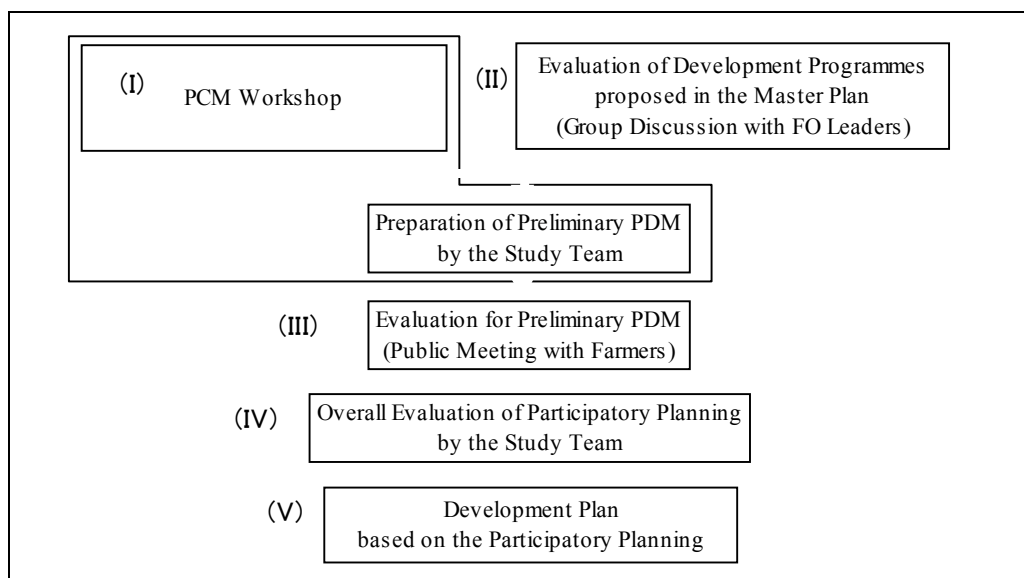 (I)
PCM Workshop
(II)
Evaluation of Development Programmes
proposed in the Master Plan
(Group Discussion with FO Leaders)
Preparation of Preliminary PDM
by the Study Team
(III)
Evaluation for Preliminary PDM
(Public Meeting with Farmers)
(IV)
Overall Evaluation of Participatory Planning
by the Study Team
(V)
Development Plan
based on the Participatory Planning